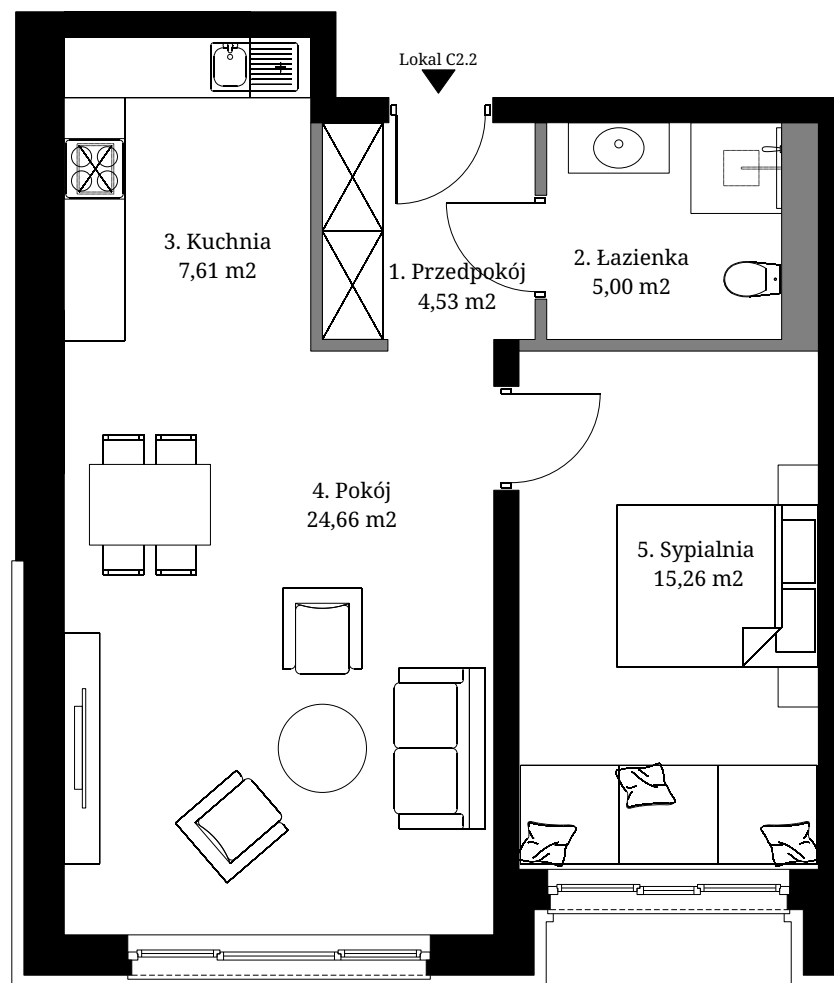 Lokal C2.2
3. Kuchnia
7,61 m2
1. Przedpokój
4,53 m2
2. Łazienka
5,00 m2
4. Pokój
24,66 m2
5. Sypialnia
15,26 m2